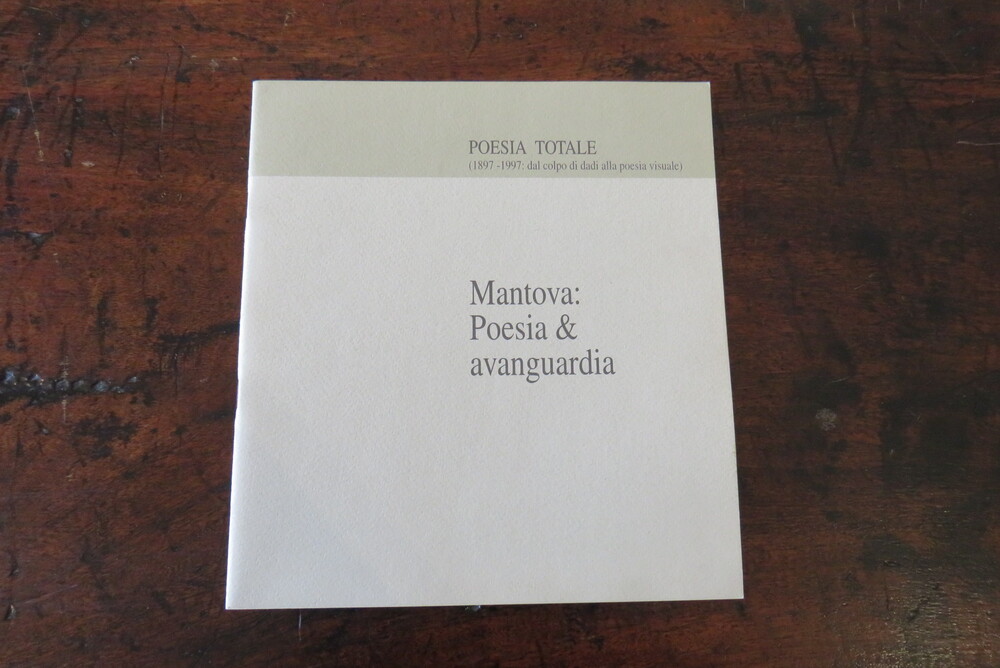 POESIA TOTALE
(1897 -1997: dal colpo di dadi alla poesia visuale)
Mantova:
Poesia &
avanguardia